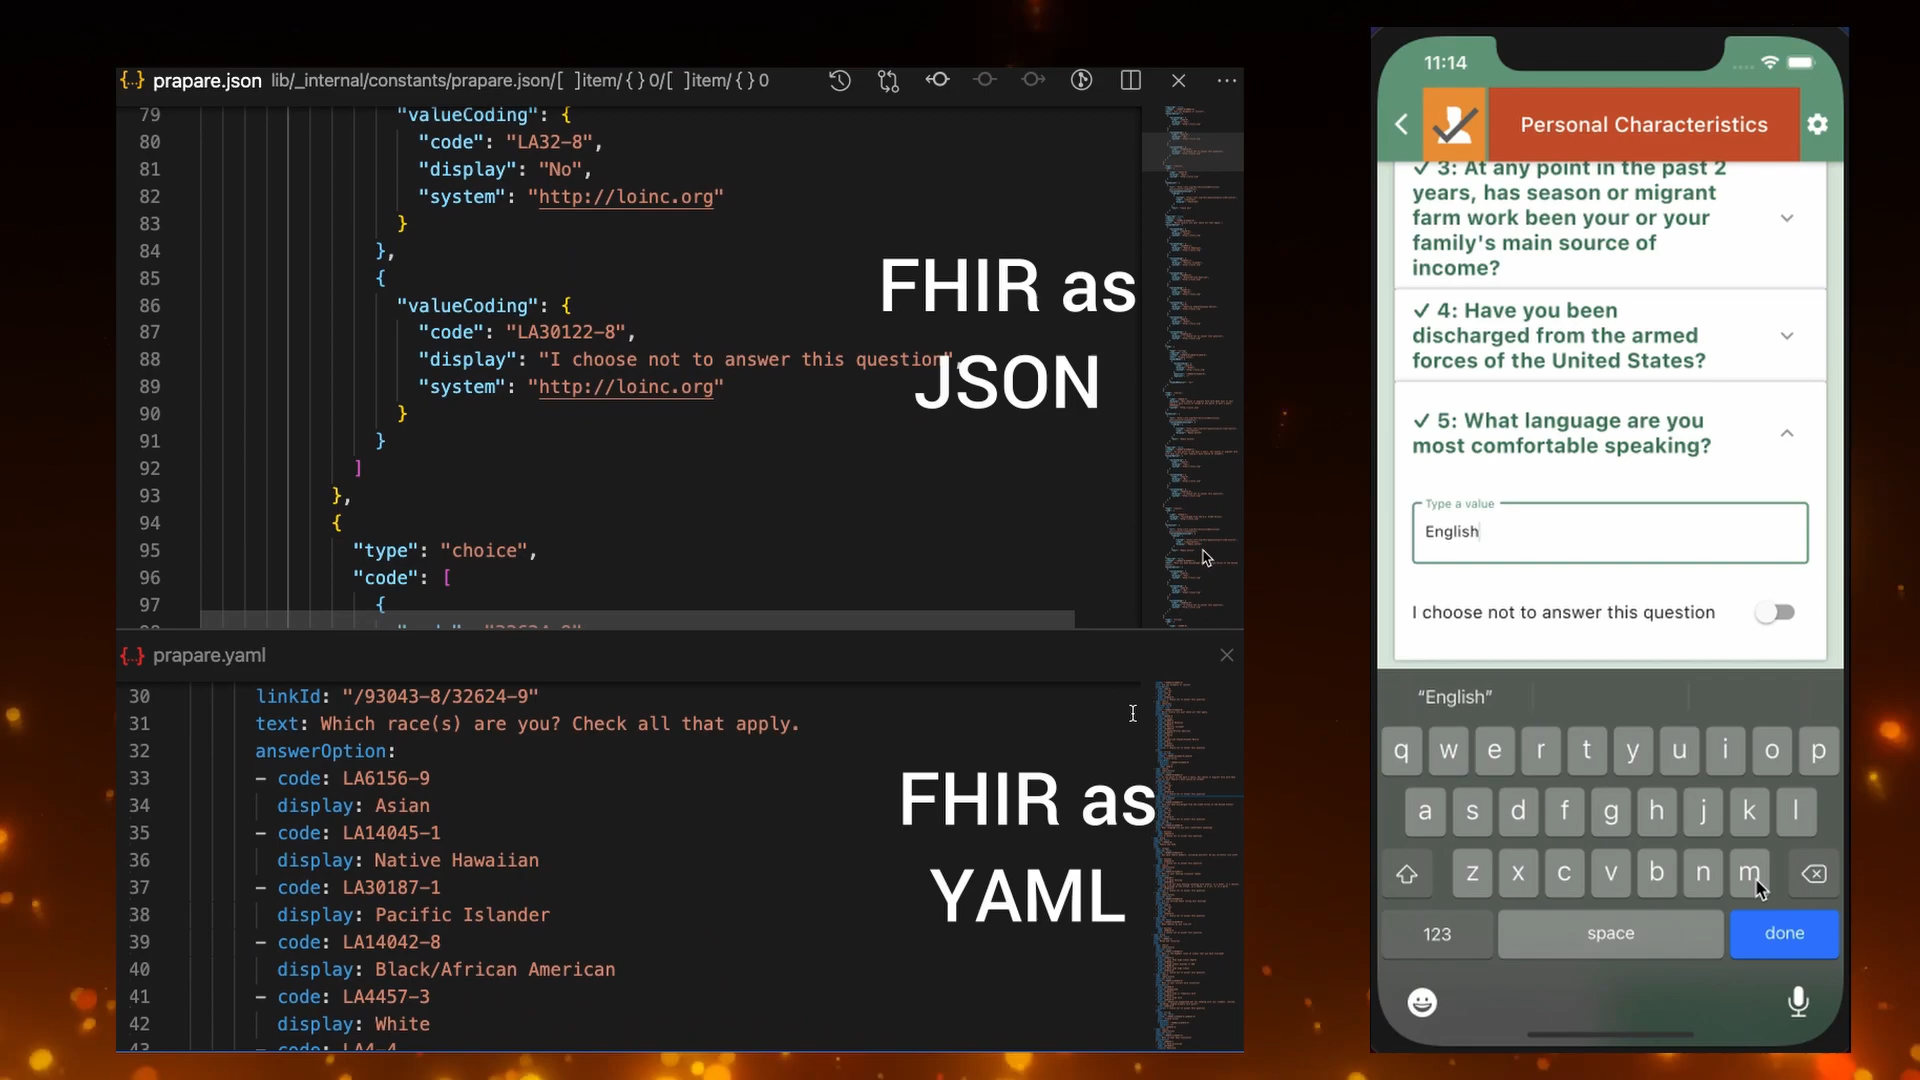 prapare.json lib/_internal/constants/prapare.json/[ ]item/{ }0/[ ]item/{ }0
79 "valueCoding": {
80 "code": "LA32-8",
81 "display": "No",
82 "system": "http://loinc.org"
83 }
84 },
85 {
86 "valueCoding": {
87 "code": "LA30122-8",
88 "display": "I choose not to answer this question",
89 "system": "http://loinc.org"
90 }
91 }
92 ]
93 },
94 {
95 "type": "choice",
96 "code": [
97 {
FHIR as
JSON
prapare.yaml
30 linkId: "/93043-8/32624-9"
31 text: Which race(s) are you? Check all that apply.
32 answerOption:
33 - code: LA6156-9
34 display: Asian
35 - code: LA14045-1
36 display: Native Hawaiian
37 - code: LA30187-1
38 display: Pacific Islander
39 - code: LA14042-8
40 display: Black/African American
41 - code: LA4457-3
42 display: White
43 - code: LA4-4
FHIR as
YAML
11:14
Personal Characteristics
✓ 3: At any point in the past 2
years, has season or migrant
farm work been your or your
family's main source of
income?
✓ 4: Have you been
discharged from the armed
forces of the United States?
✓ 5: What language are you
most comfortable speaking?
Type a value
English
I choose not to answer this question
“English”
q w e r t y u i o p
a s d f g h j k l
z x c v b n m
123 space done